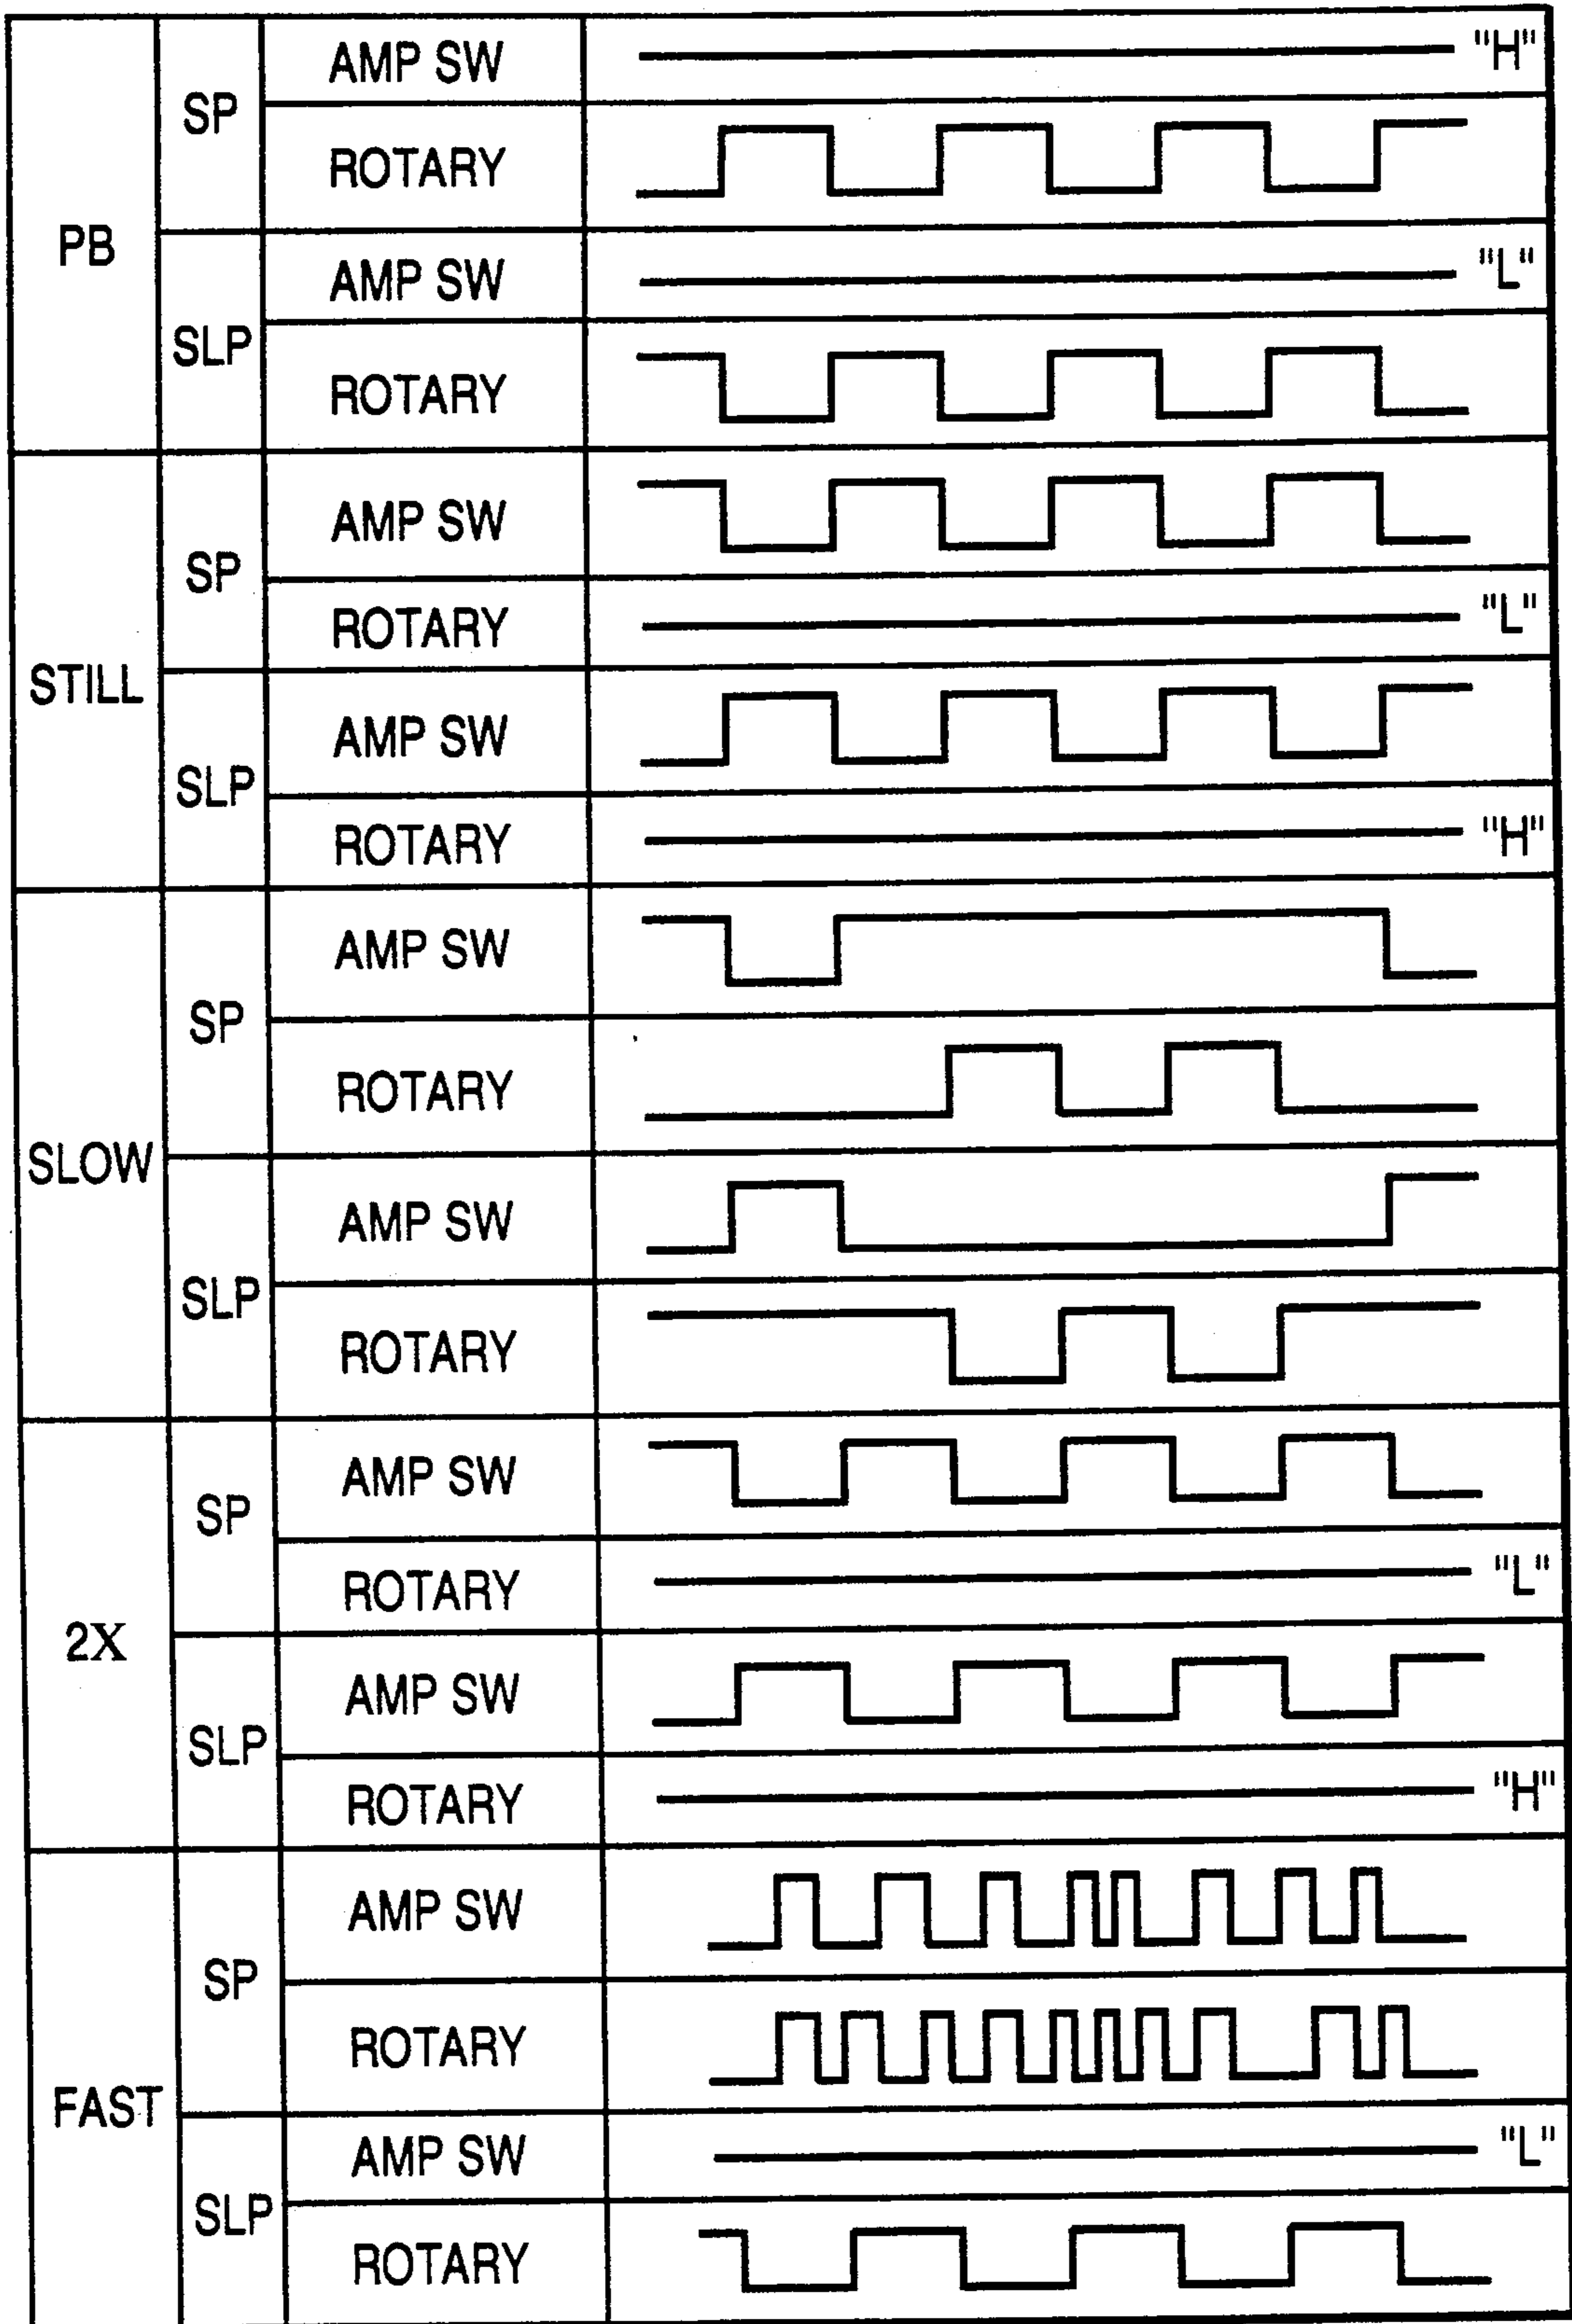 PB
SP
AMP SW "H"
ROTARY
SLP
AMP SW "L"
ROTARY
STILL
SP
AMP SW
ROTARY "L"
SLP
AMP SW
ROTARY "H"
SLOW
SP
AMP SW
ROTARY
SLP
AMP SW
ROTARY
2X
SP
AMP SW
ROTARY "L"
SLP
AMP SW
ROTARY "H"
FAST
SP
AMP SW
ROTARY
SLP
AMP SW "L"
ROTARY